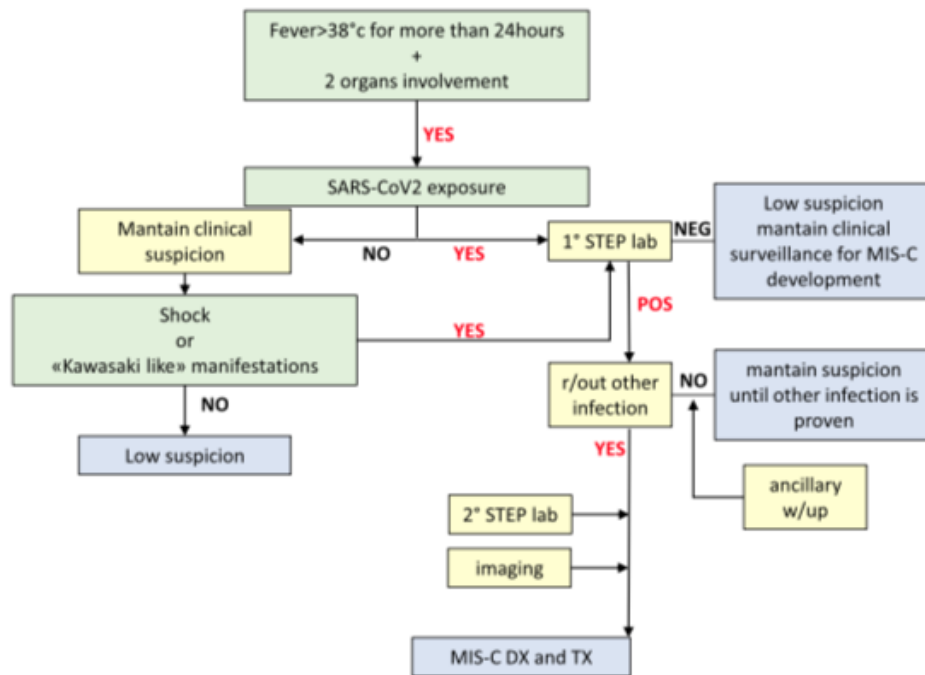 Fever>38°c for more than 24hours
+
2 organs involvement
YES
SARS-CoV2 exposure
Mantain clinical
suspicion
NO
YES
1° STEP lab
NEG
Low suspicion
mantain clinical
surveillance for MIS-C
development
Shock
or
«Kawasaki like» manifestations
YES
POS
NO
Low suspicion
r/out other
infection
NO
mantain suspicion
until other infection is
proven
YES
ancillary
w/up
2° STEP lab
imaging
MIS-C DX and TX